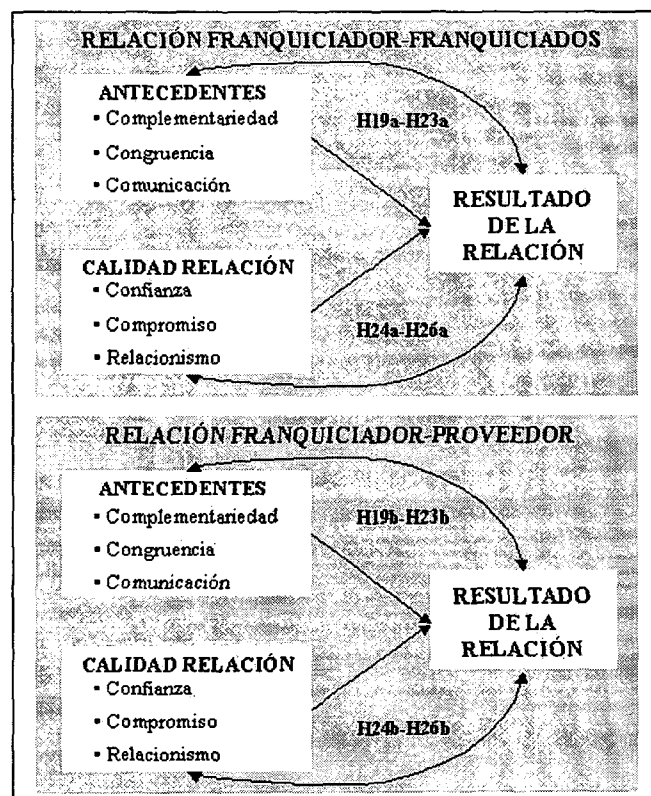 RELACIÓN FRANQUICIADOR-FRANQUICIADOS
ANTECEDENTES
▪ Complementariedad
▪ Congruencia
▪ Comunicación
H19a-H23a
RESULTADO
DE LA
RELACIÓN
CALIDAD RELACIÓN
▪ Confianza
▪ Compromiso
▪ Relacionismo
H24a-H26a
RELACIÓN FRANQUICIADOR-PROVEEDOR
ANTECEDENTES
▪ Complementariedad
▪ Congruencia
▪ Comunicación
H19b-H23b
RESULTADO
DE LA
RELACIÓN
CALIDAD RELACIÓN
▪ Confianza
▪ Compromiso
▪ Relacionismo
H24b-H26b